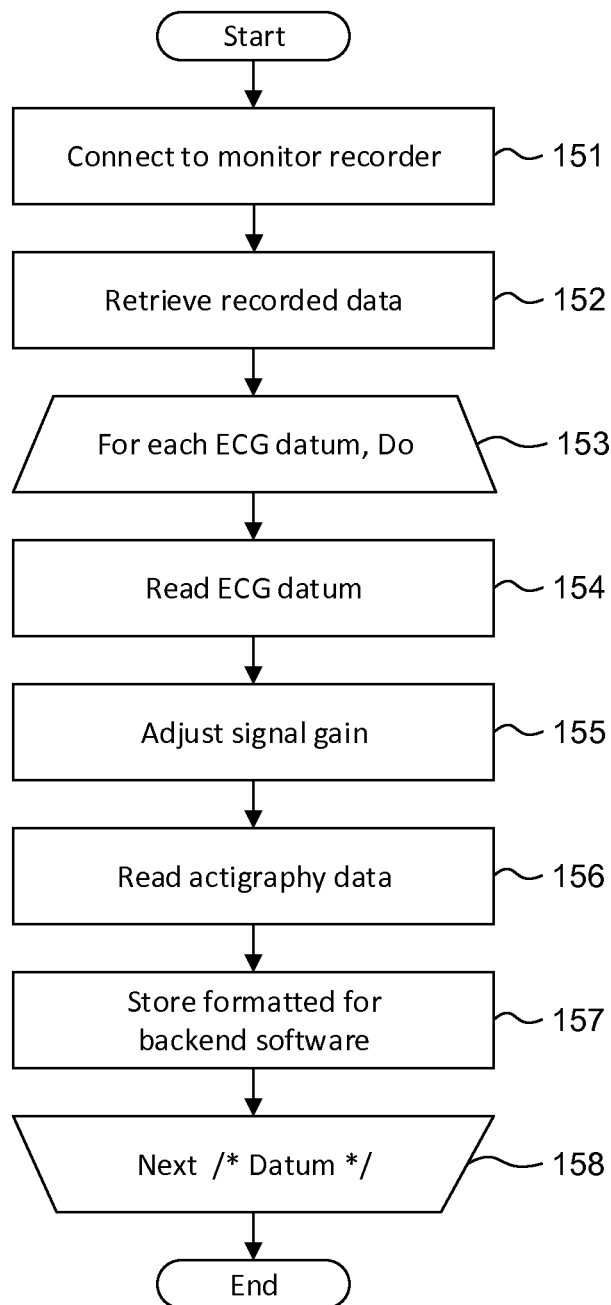 Start
Connect to monitor recorder
151
Retrieve recorded data
152
For each ECG datum, Do
153
Read ECG datum
154
Adjust signal gain
155
Read actigraphy data
156
Store formatted for
backend software
157
Next /* Datum */
158
End